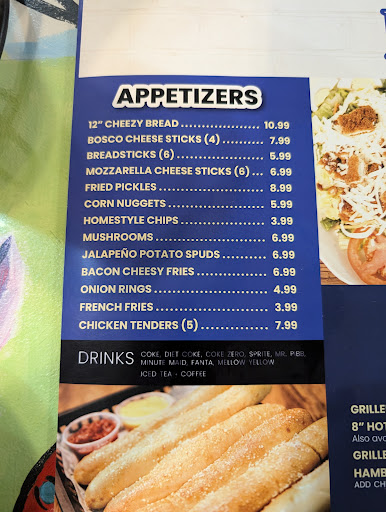 APPETIZERS
12" CHEEZY BREAD ...................... 10.99
BOSCO CHEESE STICKS (4) .......... 7.99
BREADSTICKS (6) ........................ 5.99
MOZZARELLA CHEESE STICKS (6) ... 6.99
FRIED PICKLES ............................ 8.99
CORN NUGGETS .......................... 5.99
HOMESTYLE CHIPS ...................... 3.99
MUSHROOMS .............................. 6.99
JALAPEÑO POTATO SPUDS ........... 6.99
BACON CHEESY FRIES .................. 6.99
ONION RINGS .............................. 4.99
FRENCH FRIES ............................. 3.99
CHICKEN TENDERS (5) ................. 7.99
DRINKS
COKE, DIET COKE, COKE ZERO, SPRITE, MR. PIBB,
MINUTE MAID, FANTA, MELLOW YELLOW
ICED TEA - COFFEE
GRILLE
8" HOT
Also ava
GRILLE
HAMB
ADD CH